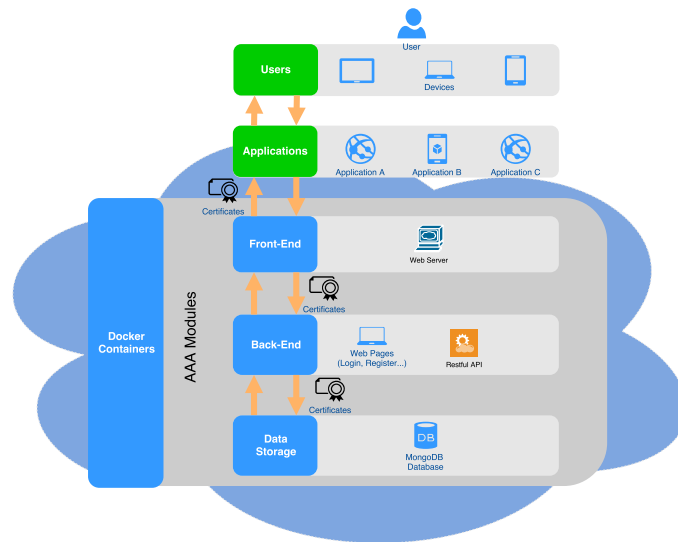 User
Users
Devices
Applications
Application A
Application B
Application C
Certificates
Front-End
Web Server
Certificates
Docker
Containers
AAA Modules
Back-End
Web Pages
(Login, Register...)
Restful API
Certificates
Data
Storage
DB
MongoDB
Database